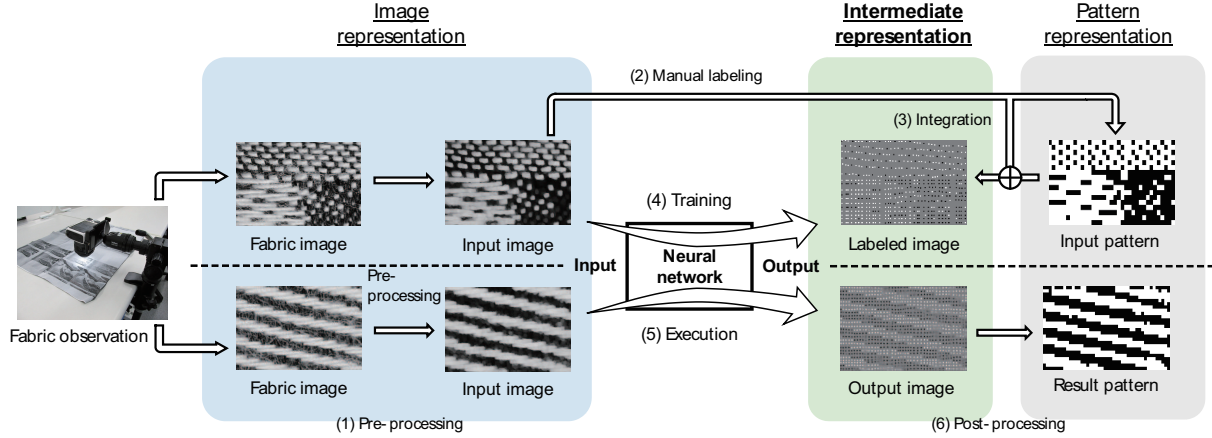 Image
representation
Intermediate
representation
Pattern
representation
(2) Manual labeling
(3) Integration
(4) Training
Fabric image
Input image
Labeled image
Input pattern
Input
Neural
network
Output
Pre-
processing
Fabric observation
(5) Execution
Fabric image
Input image
Output image
Result pattern
(1) Pre- processing
(6) Post- processing